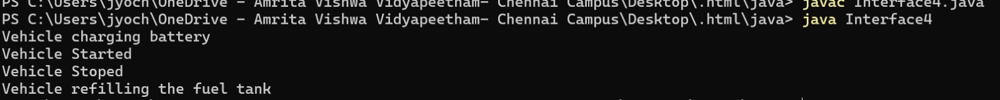 PS C:\Users\jyoch\OneDrive - Amrita Vishwa Vidyapeetham- Chennai Campus\Desktop\.html\java> javac Interface4.java
PS C:\Users\jyoch\OneDrive - Amrita Vishwa Vidyapeetham- Chennai Campus\Desktop\.html\java> java Interface4
Vehicle charging battery
Vehicle Started
Vehicle Stoped
Vehicle refilling the fuel tank